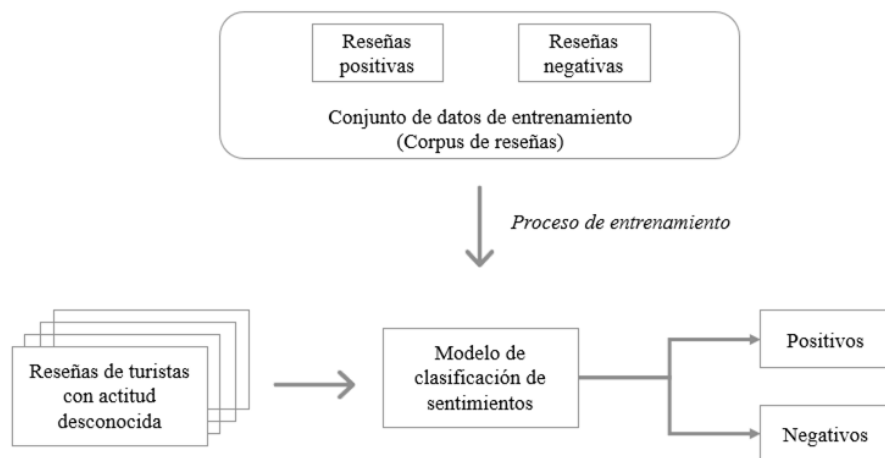 Reseñas
positivas
Reseñas
negativas
Conjunto de datos de entrenamiento
(Corpus de reseñas)
Proceso de entrenamiento
Reseñas de turistas
con actitud
desconocida
Modelo de
clasificación de
sentimientos
Positivos
Negativos